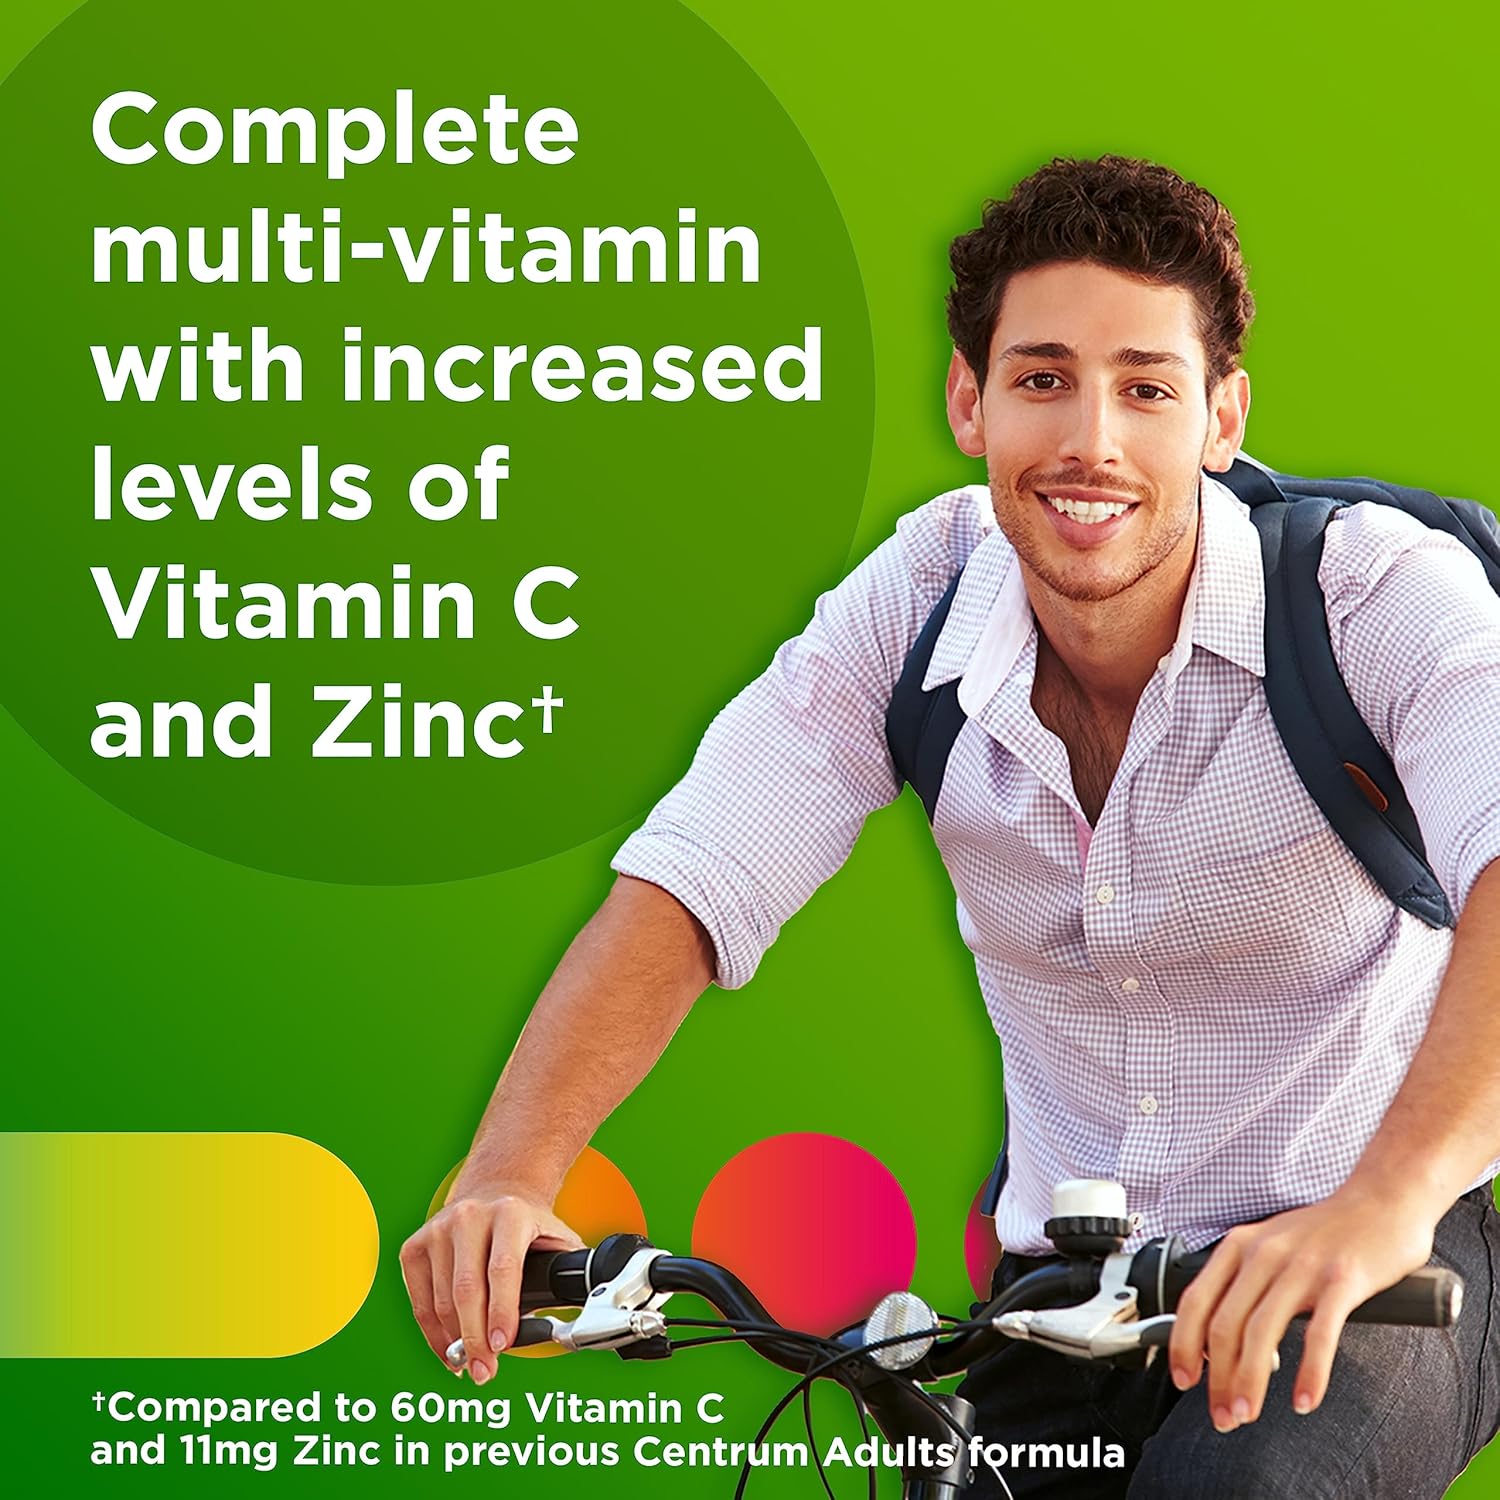 Complete
multi-vitamin
with increased
levels of
Vitamin C
and Zinc†
†Compared to 60mg Vitamin C
and 11mg Zinc in previous Centrum Adults formula